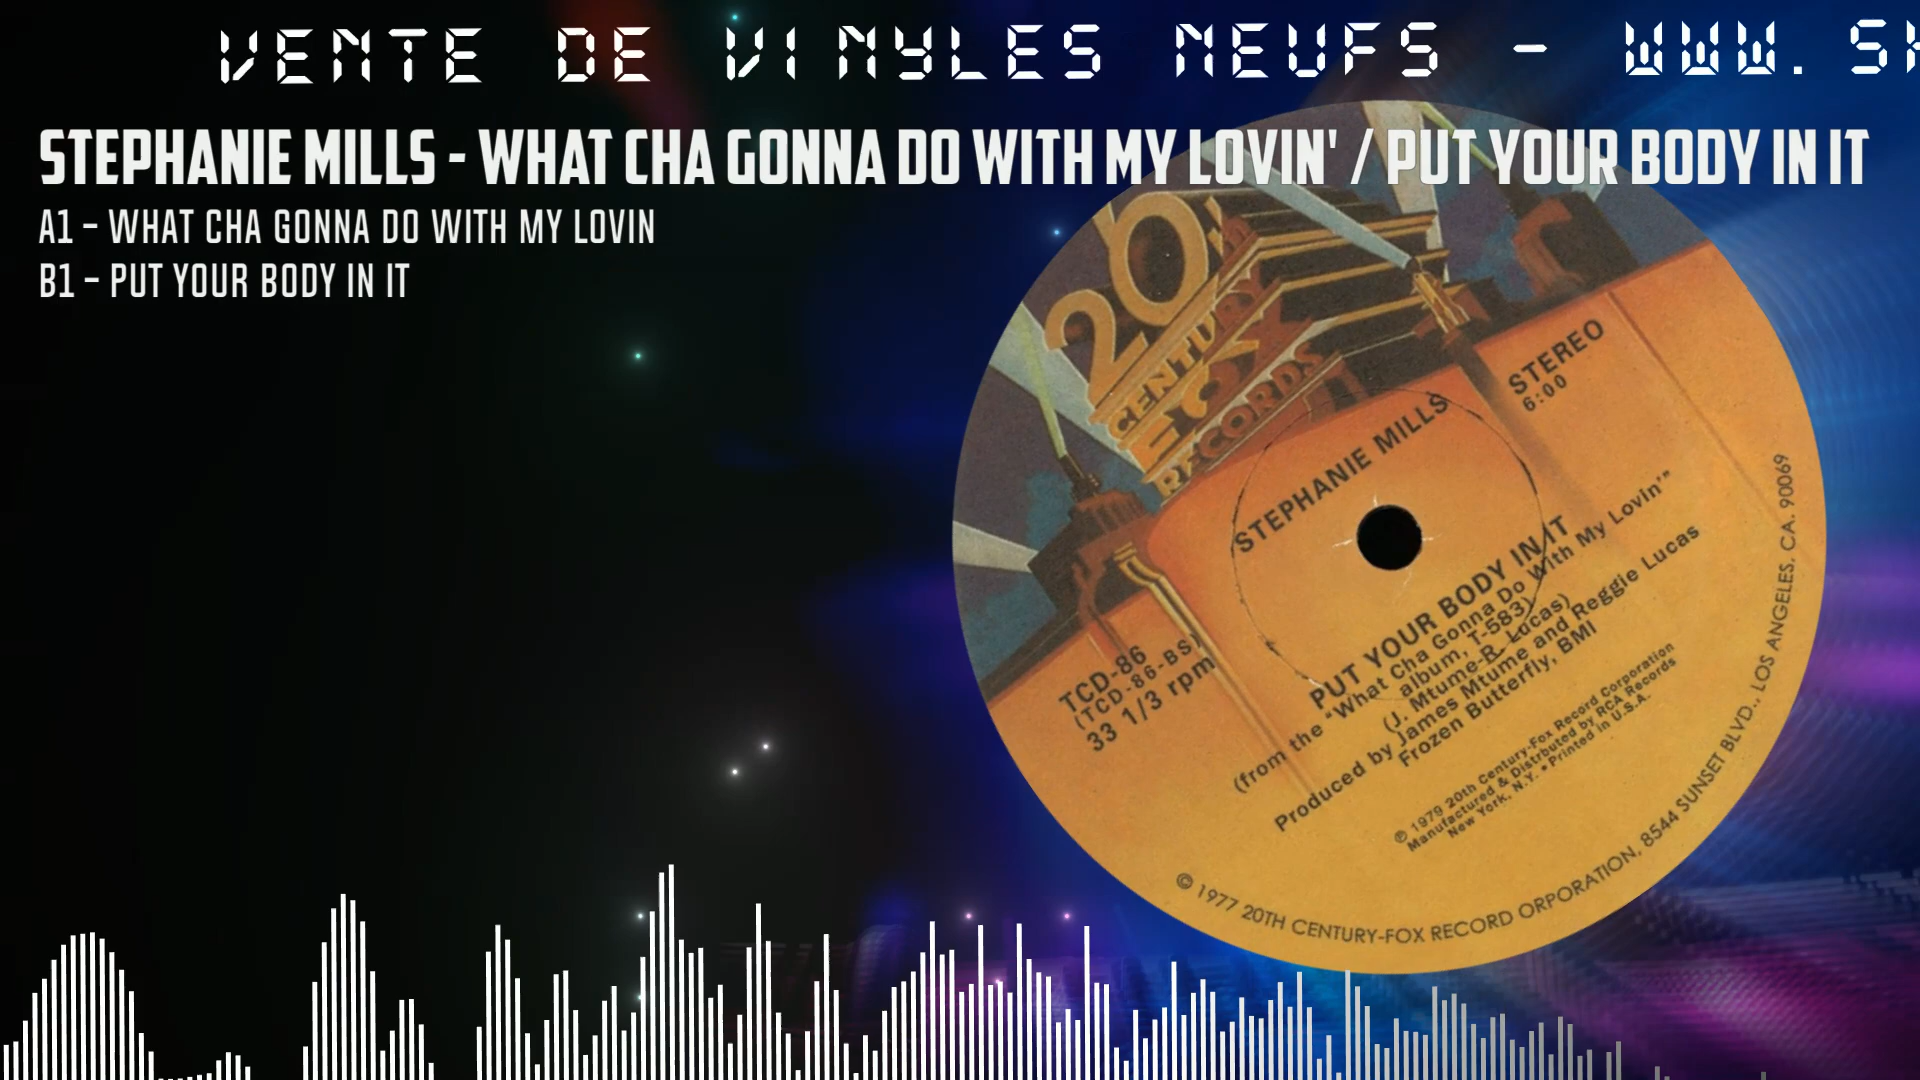 VENTE DE VINYLES NEUFS - WWW.
STEPHANIE MILLS - WHAT CHA GONNA DO WITH MY LOVIN' / PUT YOUR BODY IN IT
A1 – WHAT CHA GONNA DO WITH MY LOVIN
B1 – PUT YOUR BODY IN IT
20th
CENTURY
FOX
RECORDS
STEREO
6:00
STEPHANIE MILLS
TCD-86
(TCD-86-BS)
33 1/3 rpm
PUT YOUR BODY IN IT
(from the "What Cha Gonna Do With My Lovin'"
album, T-583)
(J. Mtume-R. Lucas)
Produced by James Mtume and Reggie Lucas
Frozen Butterfly, BMI
℗ 1979 20th Century-Fox Record Corporation
Manufactured & Distributed by RCA Records
New York, N.Y. • Printed in U.S.A.
© 1977 20TH CENTURY-FOX RECORD ORPORATION, 8544 SUNSET BLVD., LOS ANGELES, CA. 90069